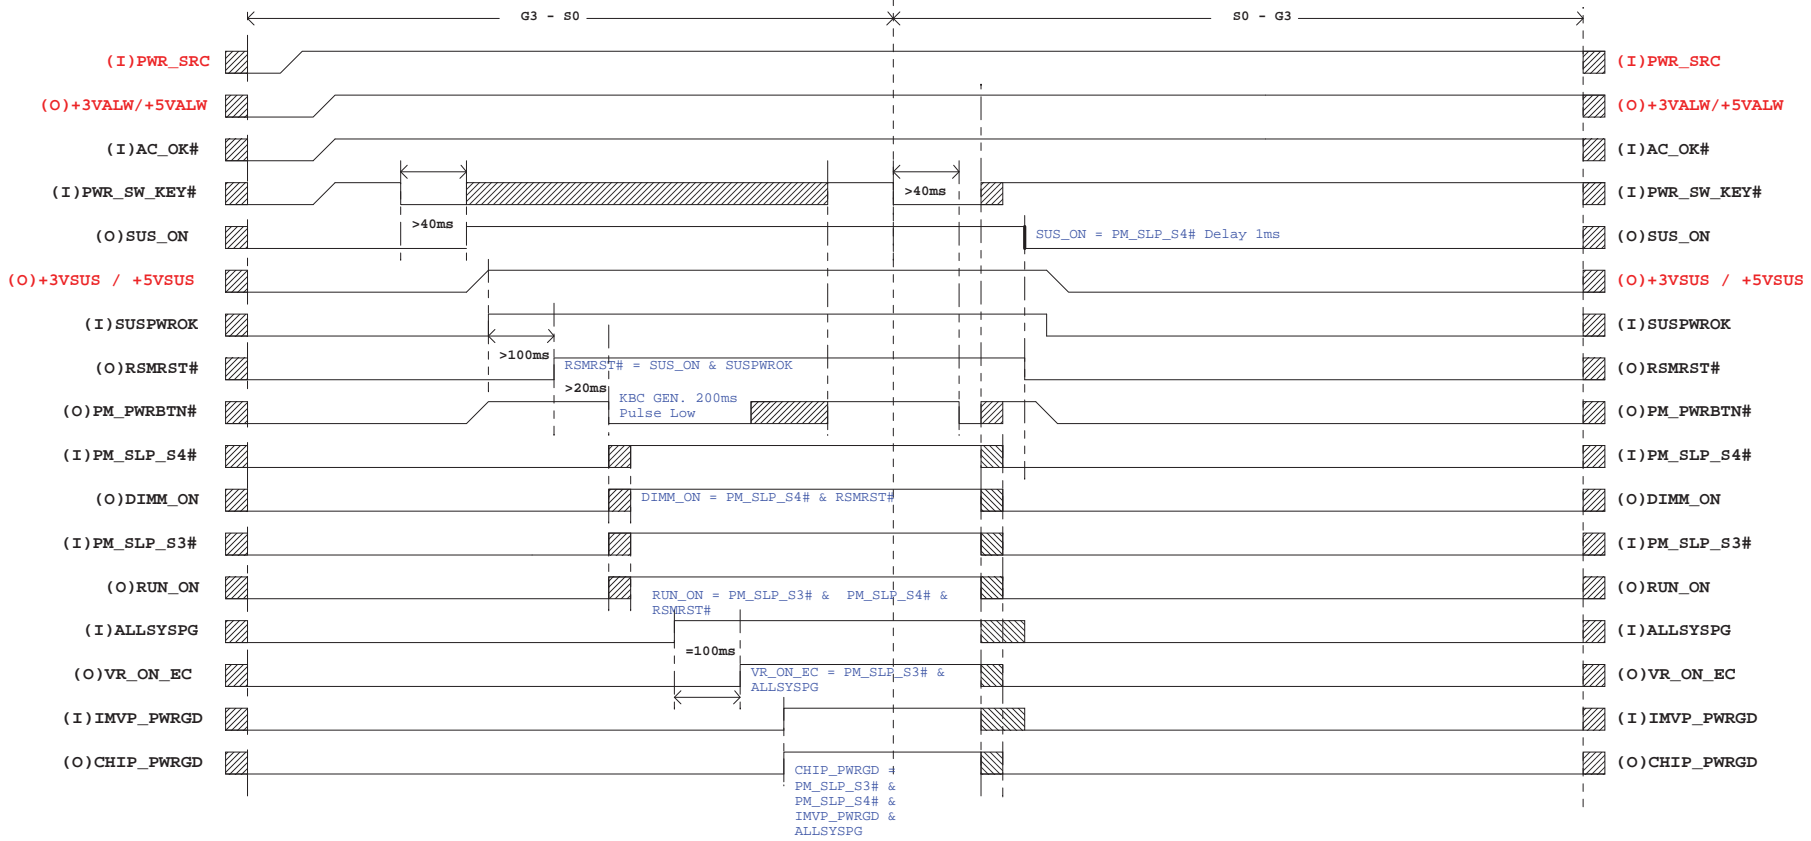 G3 - S0
S0 - G3
(I)PWR_SRC
(I)PWR_SRC
(O)+3VALW/+5VALW
(O)+3VALW/+5VALW
(I)AC_OK#
(I)AC_OK#
(I)PWR_SW_KEY#
>40ms
(I)PWR_SW_KEY#
>40ms
(O)SUS_ON
SUS_ON = PM_SLP_S4# Delay 1ms
(O)SUS_ON
(O)+3VSUS / +5VSUS
(O)+3VSUS / +5VSUS
(I)SUSPWROK
(I)SUSPWROK
>100ms
(O)RSMRST#
RSMRST# = SUS_ON & SUSPWROK
(O)RSMRST#
>20ms
(O)PM_PWRBTN#
KBC GEN. 200ms
Pulse Low
(O)PM_PWRBTN#
(I)PM_SLP_S4#
(I)PM_SLP_S4#
(O)DIMM_ON
DIMM_ON = PM_SLP_S4# & RSMRST#
(O)DIMM_ON
(I)PM_SLP_S3#
(I)PM_SLP_S3#
(O)RUN_ON
RUN_ON = PM_SLP_S3# & PM_SLP_S4# &
RSMRST#
(O)RUN_ON
(I)ALLSYSPG
(I)ALLSYSPG
=100ms
(O)VR_ON_EC
VR_ON_EC = PM_SLP_S3# &
ALLSYSPG
(O)VR_ON_EC
(I)IMVP_PWRGD
(I)IMVP_PWRGD
(O)CHIP_PWRGD
CHIP_PWRGD =
PM_SLP_S3# &
PM_SLP_S4# &
IMVP_PWRGD &
ALLSYSPG
(O)CHIP_PWRGD